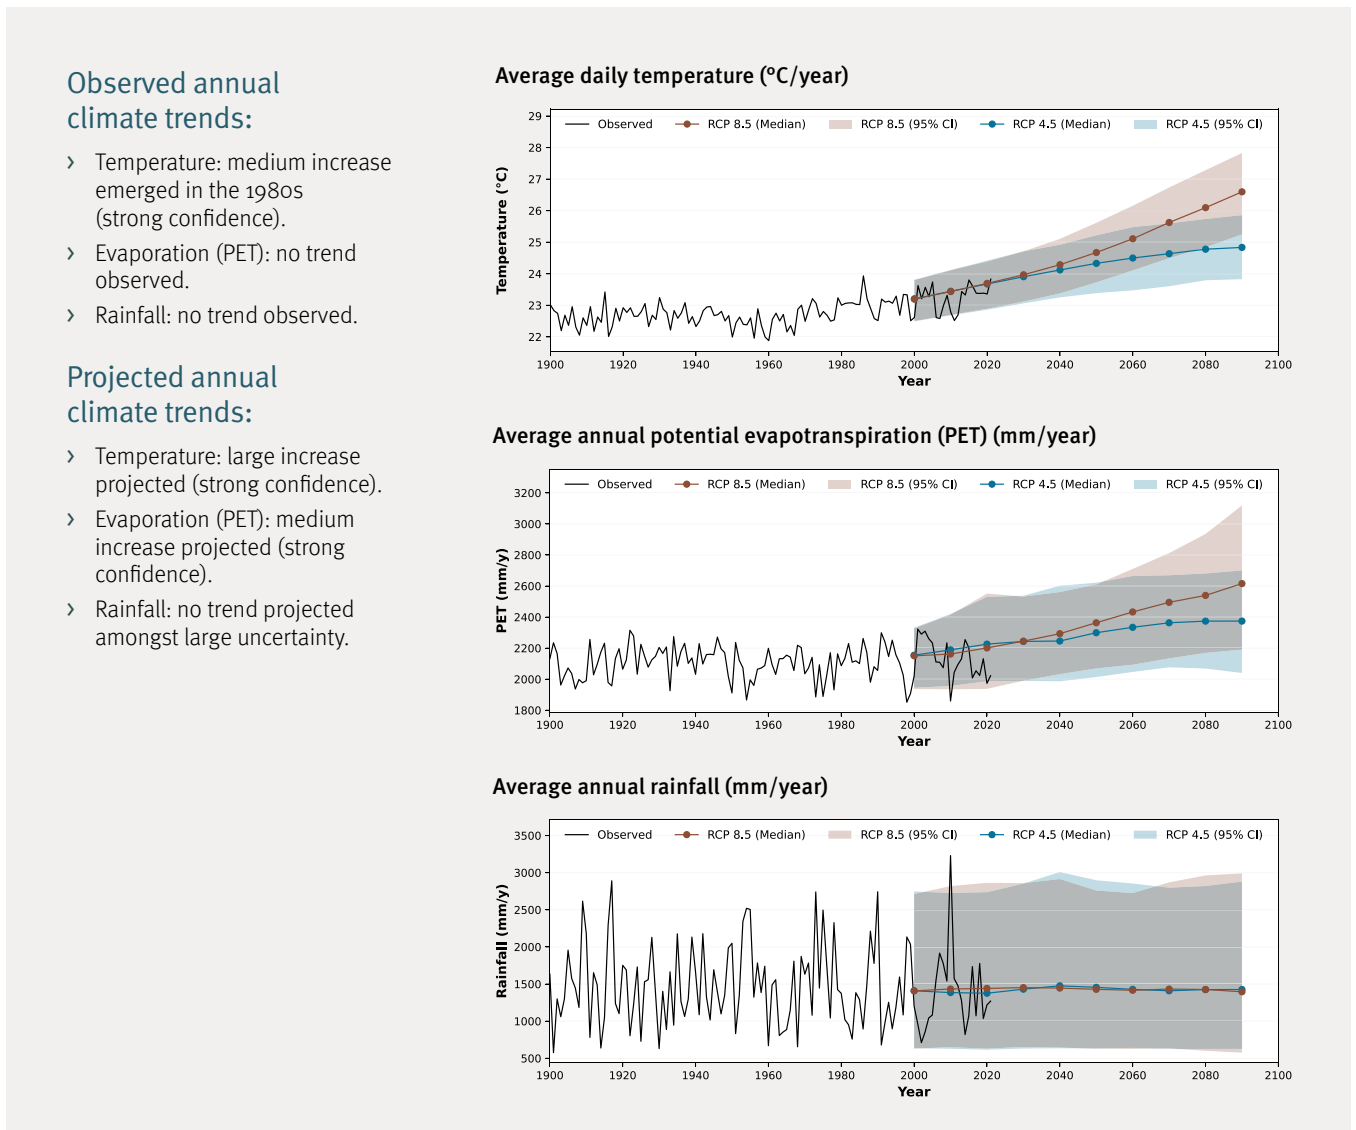 Observed annual
climate trends:
› Temperature: medium increase
emerged in the 1980s
(strong confidence).
› Evaporation (PET): no trend
observed.
› Rainfall: no trend observed.
Projected annual
climate trends:
› Temperature: large increase
projected (strong confidence).
› Evaporation (PET): medium
increase projected (strong
confidence).
› Rainfall: no trend projected
amongst large uncertainty.
Average daily temperature (°C/year)
Observed RCP 8.5 (Median) RCP 8.5 (95% CI) RCP 4.5 (Median) RCP 4.5 (95% CI)
Temperature (°C)
29
28
27
26
25
24
23
22
1900 1920 1940 1960 1980 2000 2020 2040 2060 2080 2100
Year
Average annual potential evapotranspiration (PET) (mm/year)
Observed RCP 8.5 (Median) RCP 8.5 (95% CI) RCP 4.5 (Median) RCP 4.5 (95% CI)
PET (mm/y)
3200
3000
2800
2600
2400
2200
2000
1800
1900 1920 1940 1960 1980 2000 2020 2040 2060 2080 2100
Year
Average annual rainfall (mm/year)
Observed RCP 8.5 (Median) RCP 8.5 (95% CI) RCP 4.5 (Median) RCP 4.5 (95% CI)
Rainfall (mm/y)
3500
3000
2500
2000
1500
1000
500
1900 1920 1940 1960 1980 2000 2020 2040 2060 2080 2100
Year